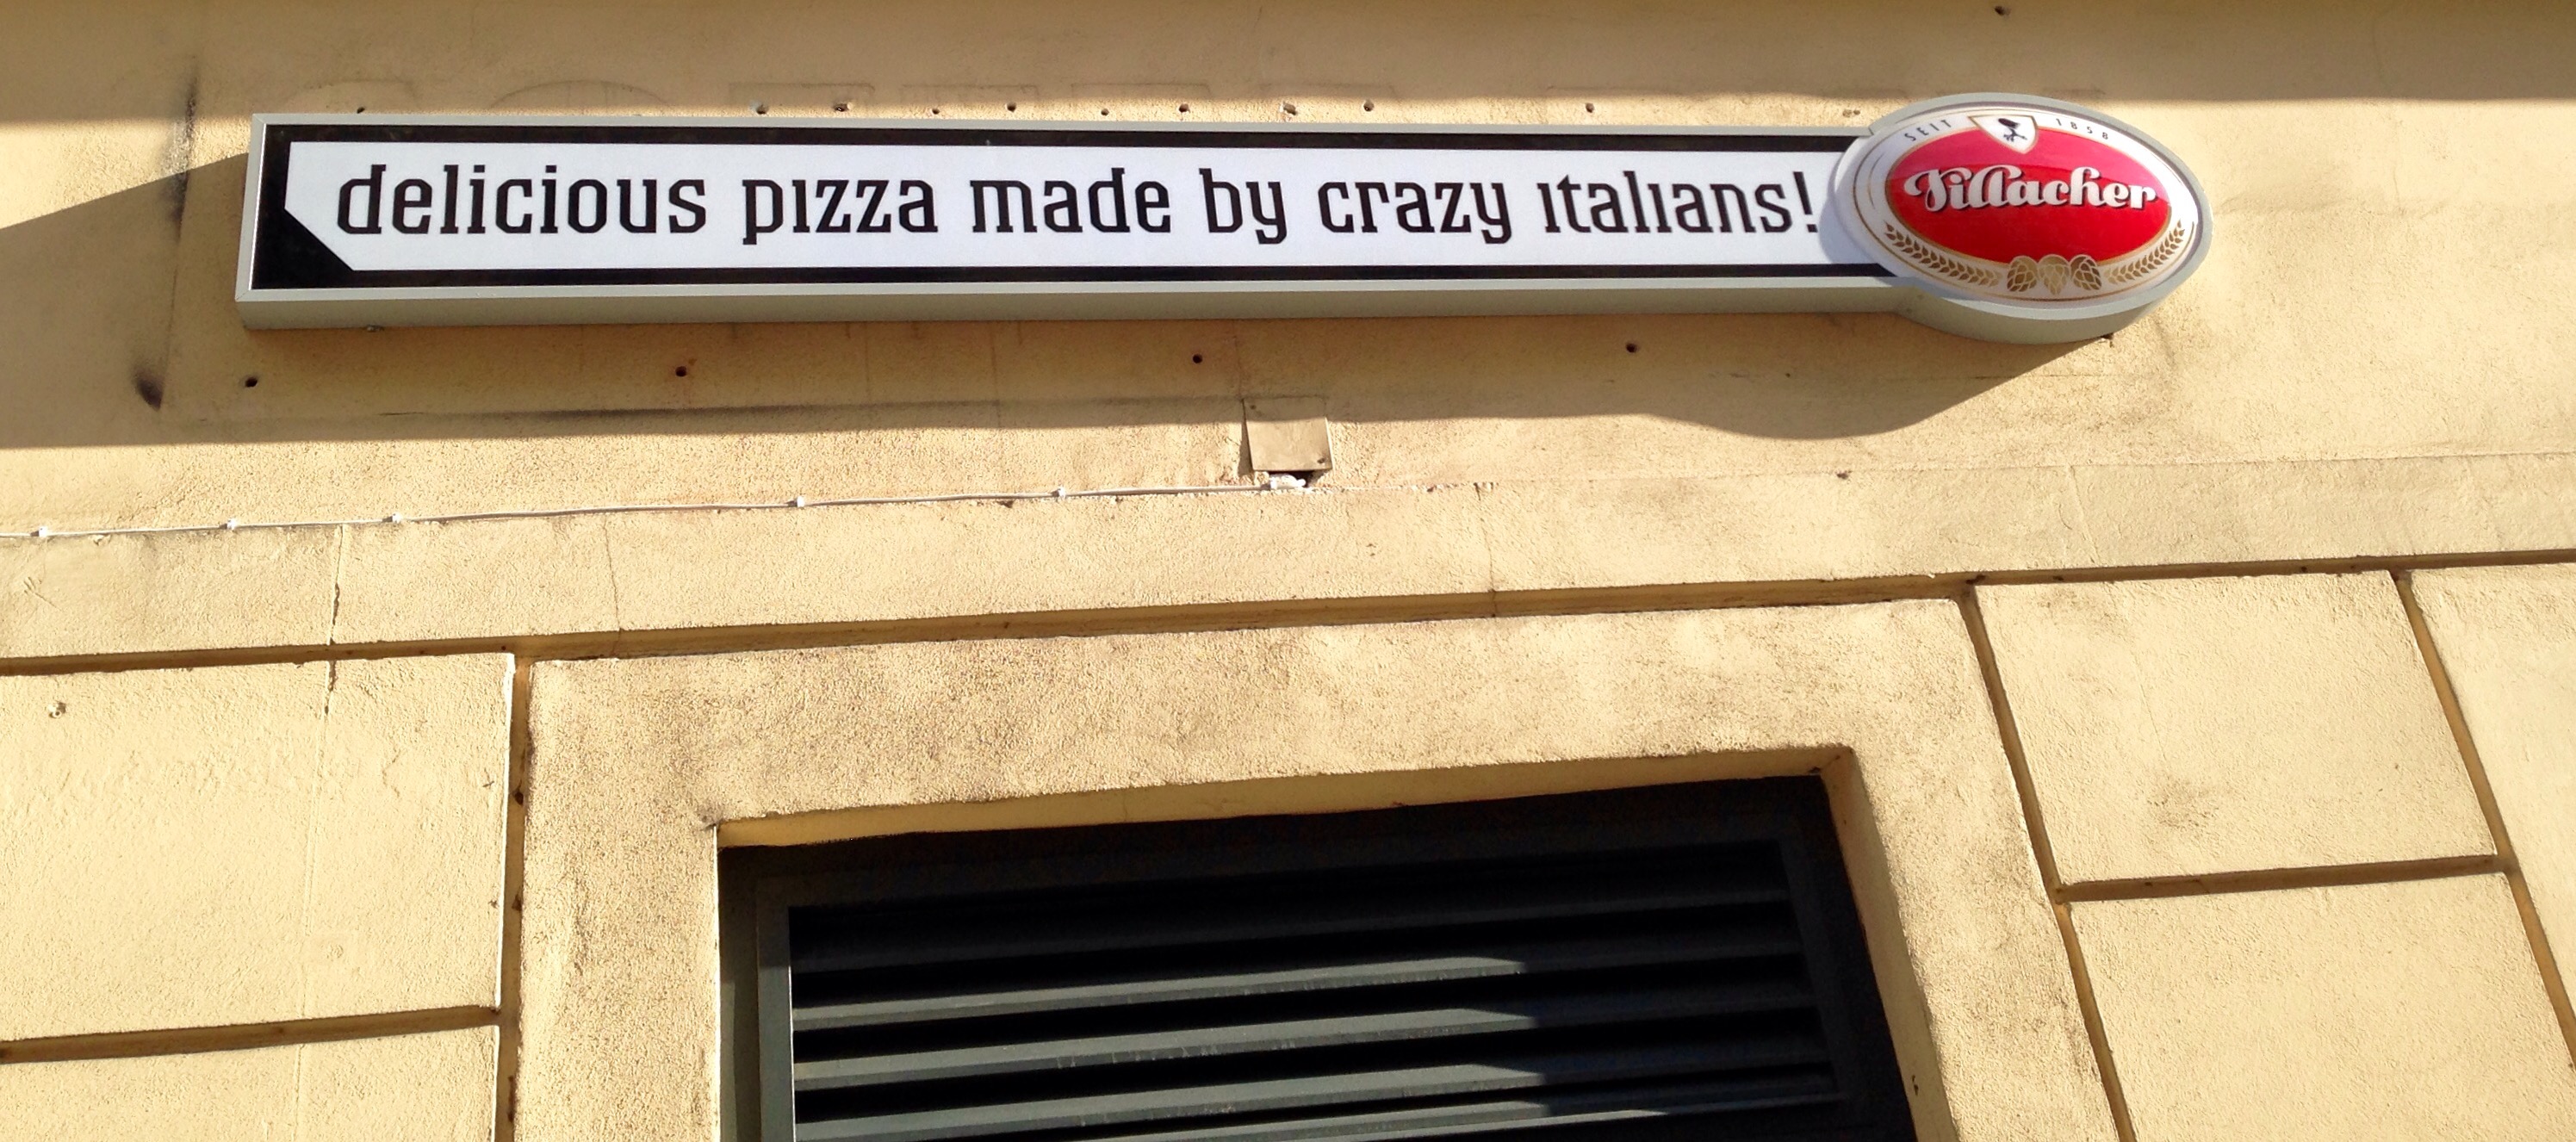 delicious pizza made by crazy italians!
SEIT 1858
Villacher